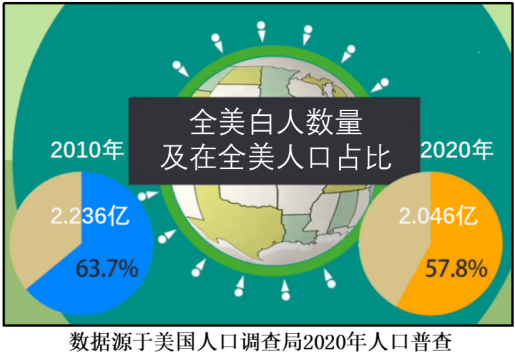 全美白人数量
及在全美人口占比
2010年
2020年
2.236亿
63.7%
2.046亿
57.8%
数据源于美国人口调查局2020年人口普查